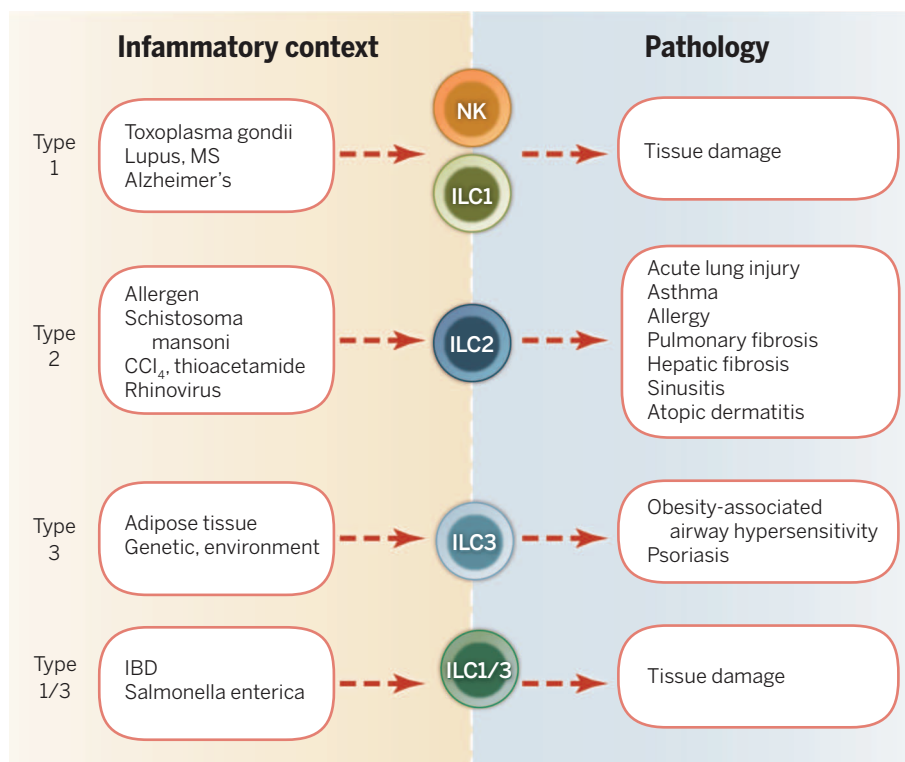 Infammatory context
Pathology
Type
1
Toxoplasma gondii
Lupus, MS
Alzheimer's
NK
ILC1
Tissue damage
Type
2
Allergen
Schistosoma
mansoni
CCl₄, thioacetamide
Rhinovirus
ILC2
Acute lung injury
Asthma
Allergy
Pulmonary fibrosis
Hepatic fibrosis
Sinusitis
Atopic dermatitis
Type
3
Adipose tissue
Genetic, environment
ILC3
Obesity-associated
airway hypersensitivity
Psoriasis
Type
1/3
IBD
Salmonella enterica
ILC1/3
Tissue damage